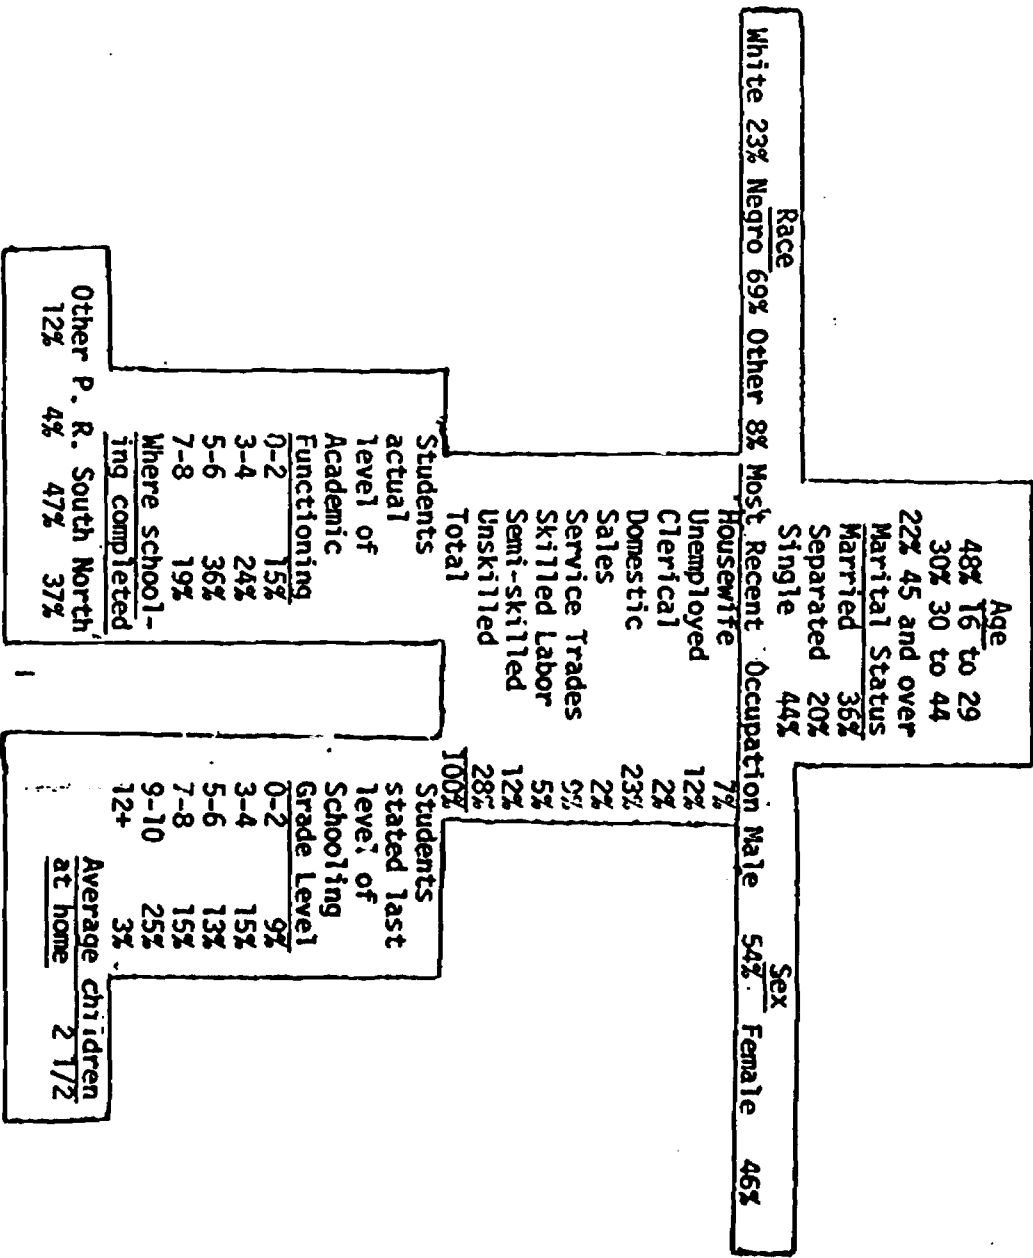 Age
48% 16 to 29
30% 30 to 44
22% 45 and over
Marital Status
Married 36%
Separated 20%
Single 44%
Race
Sex
White 23% Negro 69% Other 8% Most Recent Occupation Male 54% Female 46%
Housewife 7%
Unemployed 12%
Clerical 2%
Domestic 23%
Sales 2%
Service Trades 9%
Skilled Labor 5%
Semi-skilled 12%
Unskilled 28%
Total 100%
Students
actual
level of
Academic
Functioning
0-2 15%
3-4 24%
5-6 36%
7-8 19%
Where school-
ing completed
Other P. R. South North
12% 4% 47% 37%
Students
stated last
level of
Schooling
Grade Level
0-2 9%
3-4 15%
5-6 13%
7-8 15%
9-10 25%
12+ 3%
Average children
at home 2 1/2